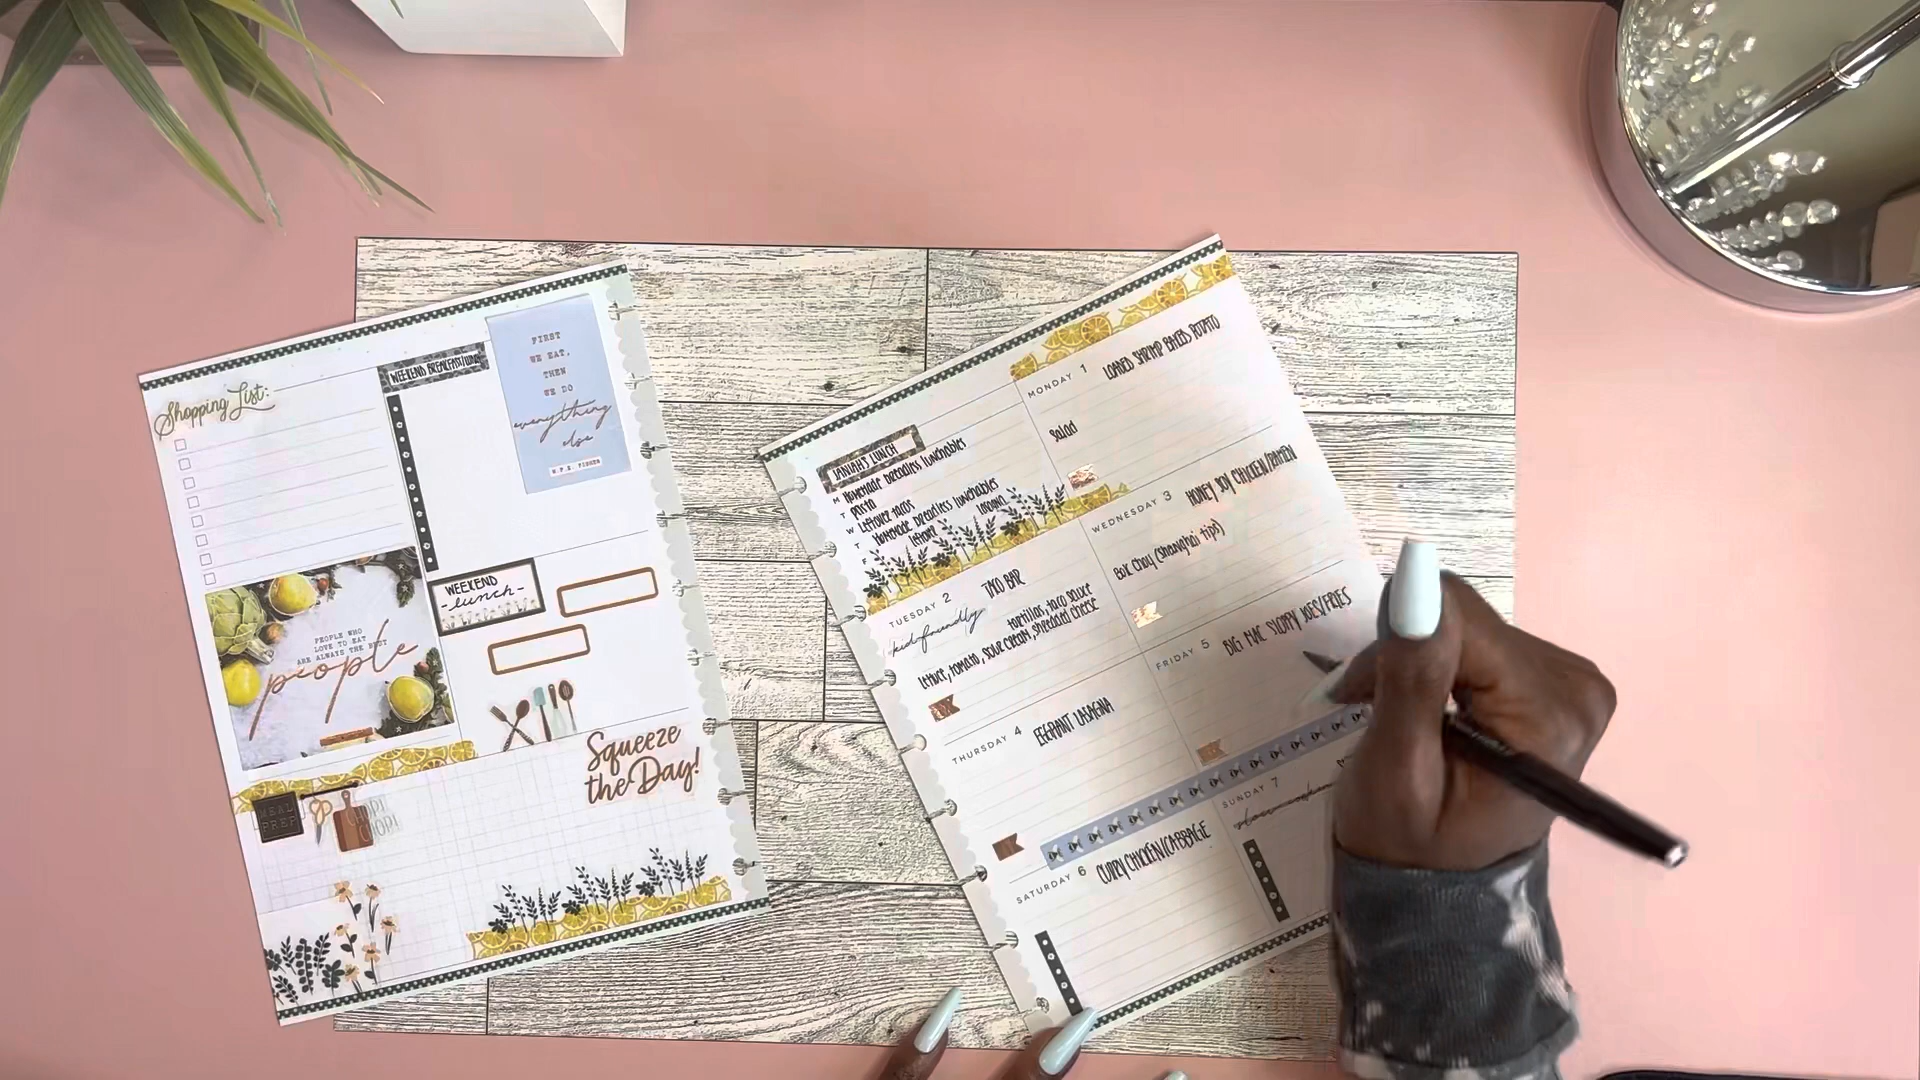 Shopping List:
WEEKEND BREAKFAST/LUNCH
FIRST
WE EAT,
THEN
WE DO
everything
else
M.F.K. FISHER
PEOPLE WHO
LOVE TO EAT
ARE ALWAYS THE BEST
people
WEEKEND
-lunch-
Squeeze
the Day!
MEAL
PREP
CHOP!
CHOP!
JANIAH'S LUNCH
M Homemade breadless lunchables
T pasta
W Leftover tacos
T Homemade breadless lunchables
F leftover
MONDAY 1 LOADED SHRIMP BAKED POTATO
Salad
TUESDAY 2 TACO BAR
kid friendly
tortillas, taco sauce
lettuce, tomato, sour cream, shredded cheese
WEDNESDAY 3 HONEY SOY CHICKEN/RAMEN
Bok Choy (Shanghai tips)
THURSDAY 4 EGGPLANT LASAGNA
FRIDAY 5 BIG MAC SLOPPY JOES/FRIES
SATURDAY 6 CURRY CHICKEN/CABBAGE
SUNDAY 7